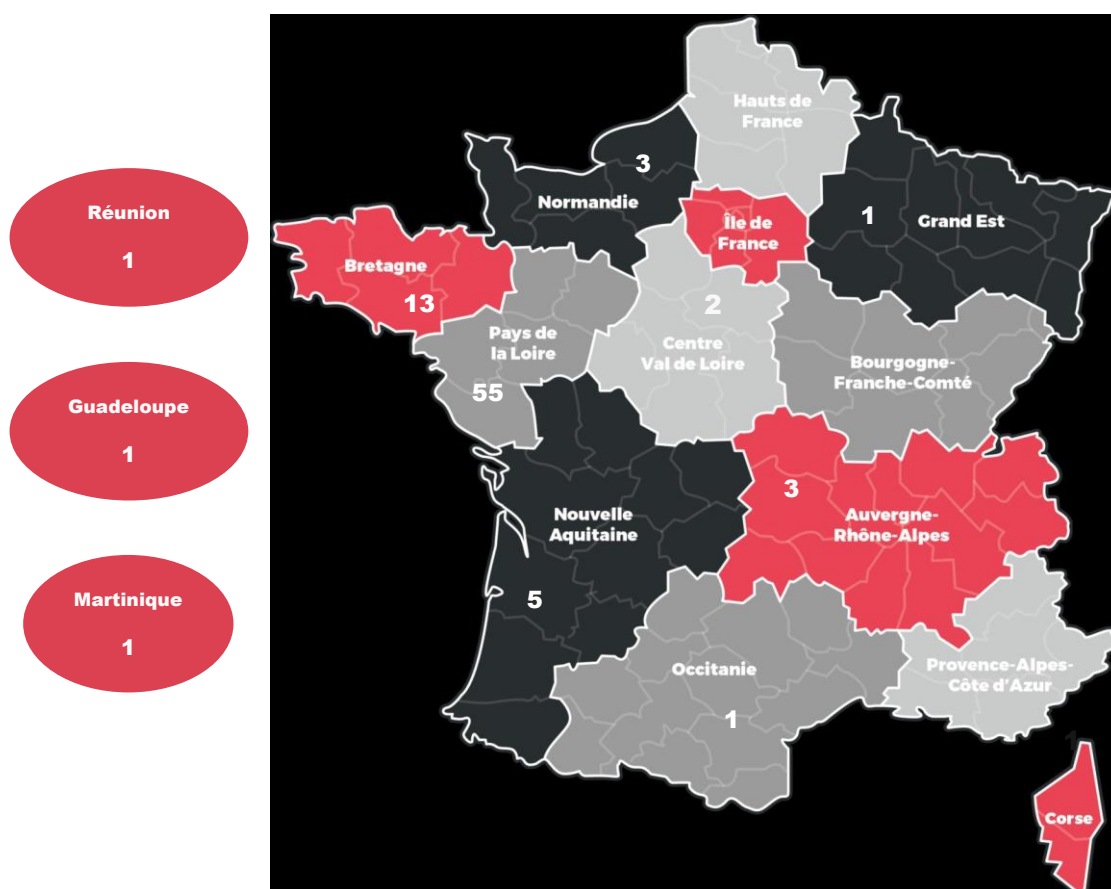 Réunion
1
Guadeloupe
1
Martinique
1
Hauts de
France
3
Normandie
1
Grand Est
Île de
France
Bretagne
13
2
Pays de
la Loire
Centre
Val de Loire
Bourgogne-
Franche-Comté
55
3
Nouvelle
Aquitaine
Auvergne-
Rhône-Alpes
5
Occitanie
Provence-Alpes-
Côte d'Azur
1
1
Corse